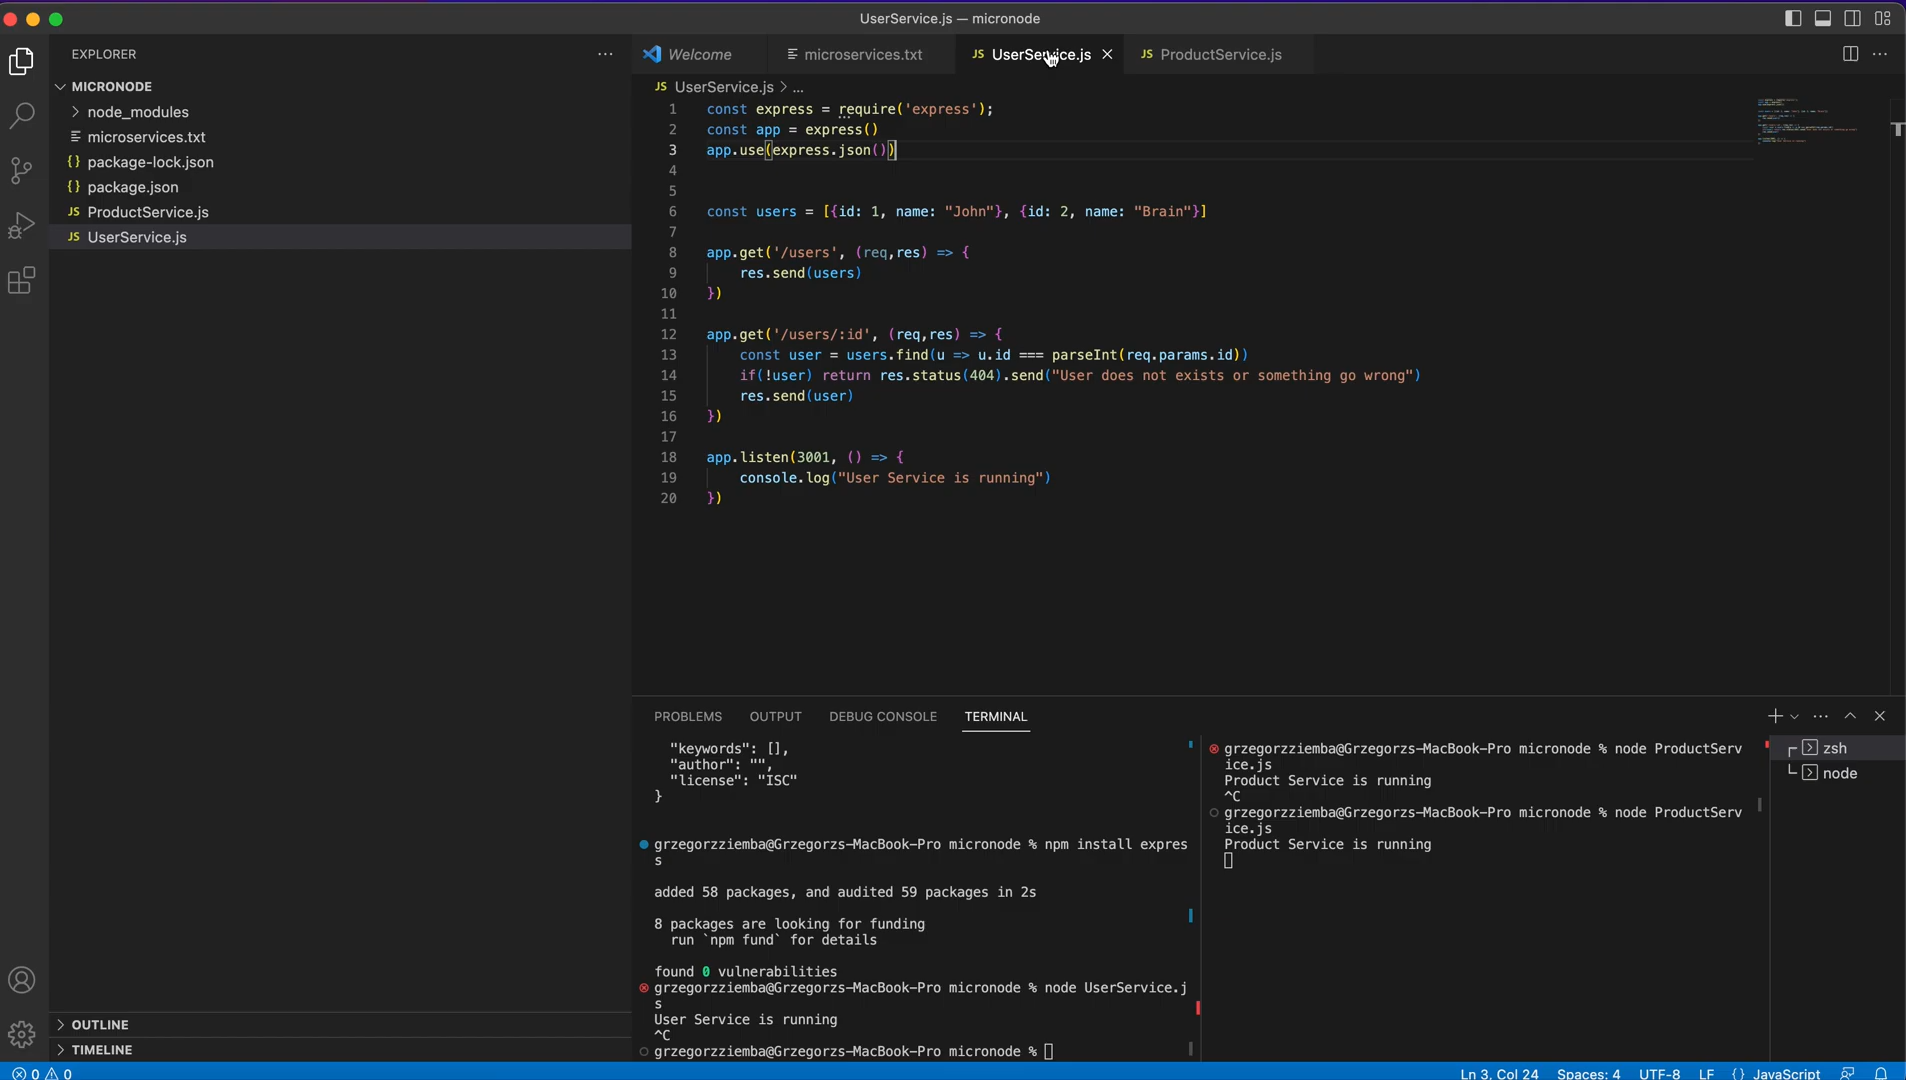 UserService.js — micronode
EXPLORER
MICRONODE
node_modules
microservices.txt
package-lock.json
package.json
JS ProductService.js
JS UserService.js
OUTLINE
TIMELINE
Welcome
microservices.txt
JS UserService.js
JS ProductService.js
JS UserService.js > ...
1 const express = require('express');
2 const app = express()
3 app.use(express.json())
4
5
6 const users = [{id: 1, name: "John"}, {id: 2, name: "Brain"}]
7
8 app.get('/users', (req,res) => {
9 res.send(users)
10 })
11
12 app.get('/users/:id', (req,res) => {
13 const user = users.find(u => u.id === parseInt(req.params.id))
14 if(!user) return res.status(404).send("User does not exists or something go wrong")
15 res.send(user)
16 })
17
18 app.listen(3001, () => {
19 console.log("User Service is running")
20 })
PROBLEMS OUTPUT DEBUG CONSOLE TERMINAL
"keywords": [],
"author": "",
"license": "ISC"
}
grzegorzziemba@Grzegorzs-MacBook-Pro micronode % npm install expres
s
added 58 packages, and audited 59 packages in 2s
8 packages are looking for funding
run `npm fund` for details
found 0 vulnerabilities
grzegorzziemba@Grzegorzs-MacBook-Pro micronode % node UserService.j
s
User Service is running
^C
grzegorzziemba@Grzegorzs-MacBook-Pro micronode %
grzegorzziemba@Grzegorzs-MacBook-Pro micronode % node ProductServ
ice.js
Product Service is running
^C
grzegorzziemba@Grzegorzs-MacBook-Pro micronode % node ProductServ
ice.js
Product Service is running
zsh
node
0 0
Ln 3, Col 24 Spaces: 4 UTF-8 LF {} JavaScript